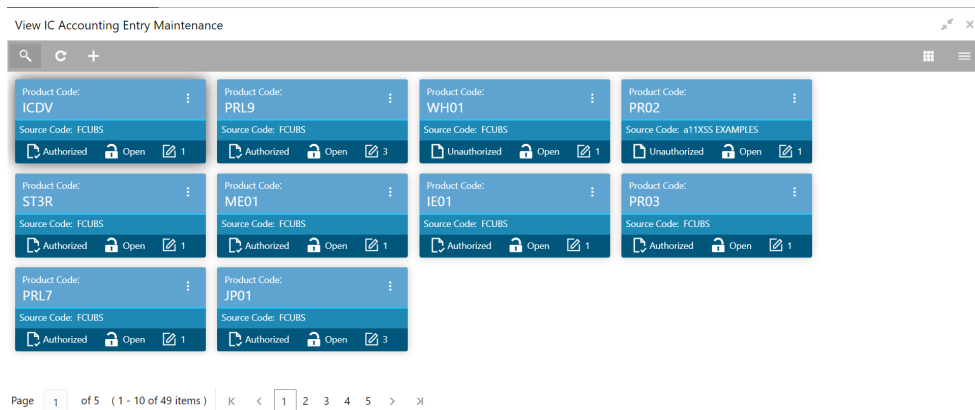 View IC Accounting Entry Maintenance
Product Code:
ICDV
Source Code: FCUBS
Authorized Open 1
Product Code:
PRL9
Source Code: FCUBS
Authorized Open 3
Product Code:
WH01
Source Code: FCUBS
Unauthorized Open 1
Product Code:
PR02
Source Code: a11XSS EXAMPLES
Unauthorized Open 1
Product Code:
ST3R
Source Code: FCUBS
Authorized Open 1
Product Code:
ME01
Source Code: FCUBS
Authorized Open 1
Product Code:
IE01
Source Code: FCUBS
Authorized Open 1
Product Code:
PR03
Source Code: FCUBS
Authorized Open 1
Product Code:
PRL7
Source Code: FCUBS
Authorized Open 1
Product Code:
JP01
Source Code: FCUBS
Authorized Open 3
Page 1 of 5 ( 1 - 10 of 49 items ) 1 2 3 4 5